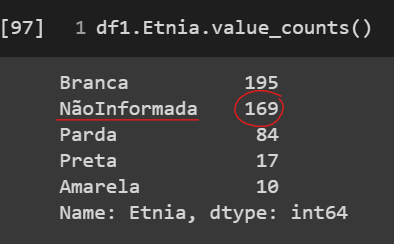 [97] 1 df1.Etnia.value_counts()
Branca 195
NãoInformada 169
Parda 84
Preta 17
Amarela 10
Name: Etnia, dtype: int64